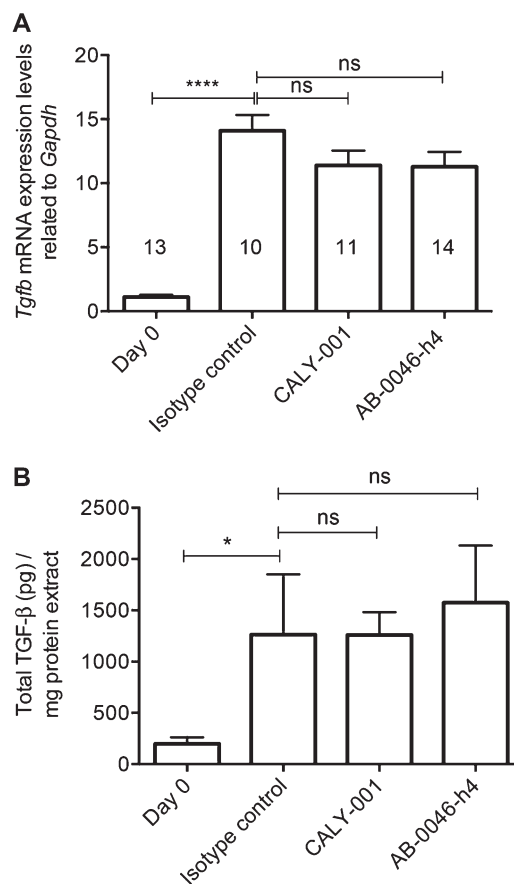 A
Tgfb mRNA expression levels
related to Gapdh
20
15
10
5
0
****
ns
ns
13
10
11
14
Day 0
Isotype control
CALY-001
AB-0046-h4
B
Total TGF-β (pg) /
mg protein extract
2500
2000
1500
1000
500
0
*
ns
ns
Day 0
Isotype control
CALY-001
AB-0046-h4